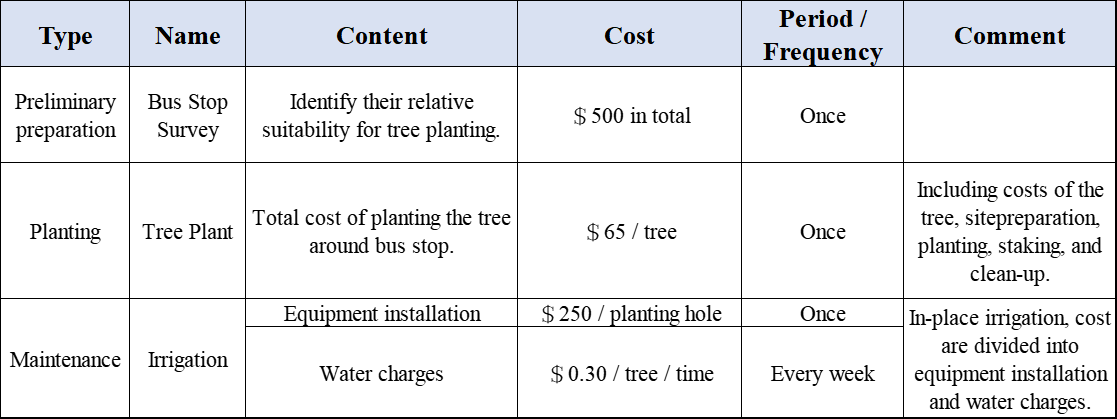 Type
Name
Content
Cost
Period /
Frequency
Comment
Preliminary
preparation
Bus Stop
Survey
Identify their relative
suitability for tree planting.
$ 500 in total
Once
Planting
Tree Plant
Total cost of planting the tree
around bus stop.
$ 65 / tree
Once
Including costs of the
tree, sitepreparation,
planting, staking, and
clean-up.
Maintenance
Irrigation
Equipment installation
$ 250 / planting hole
Once
Water charges
$ 0.30 / tree / time
Every week
In-place irrigation, cost
are divided into
equipment installation
and water charges.